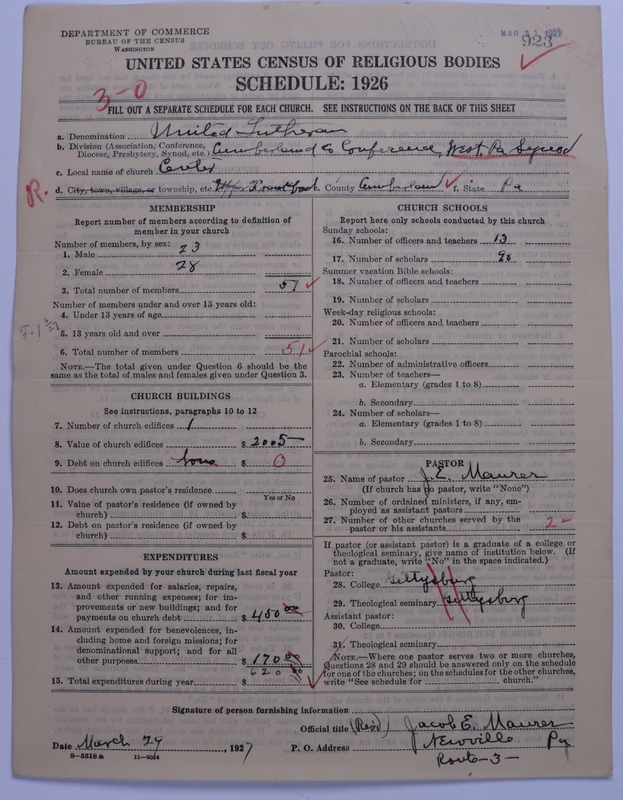 DEPARTMENT OF COMMERCE
BUREAU OF THE CENSUS
WASHINGTON
MAR 31 1927
923
UNITED STATES CENSUS OF RELIGIOUS BODIES
SCHEDULE: 1926
3-0
FILL OUT A SEPARATE SCHEDULE FOR EACH CHURCH. SEE INSTRUCTIONS ON THE BACK OF THIS SHEET
a. Denomination United Lutheran
b. Division (Association, Conference, Diocese, Presbytery, Synod, etc.) Cumberland Co Conference, West Pa Synod
c. Local name of church Center
R. d. City, town, village, or township, etc. Upper Frankford e. County Cumberland f. State Pa
MEMBERSHIP
Report number of members according to definition of
member in your church
Number of members, by sex:
1. Male 23
2. Female 28
3. Total number of members 51
Number of members under and over 13 years old:
4. Under 13 years of age
5. 13 years old and over
6. Total number of members 51
NOTE.—The total given under Question 6 should be
same as the total of males and females given under Question 3.
CHURCH BUILDINGS
See instructions, paragraphs 10 to 12
7. Number of church edifices 1
8. Value of church edifices $ 2005
9. Debt on church edifices None $ 0
10. Does church own pastor's residence
Yes or No
11. Value of pastor's residence (if owned by
church) $
12. Debt on pastor's residence (if owned by
church) $
EXPENDITURES
Amount expended by your church during last fiscal year
13. Amount expended for salaries, repairs,
and other running expenses; for im-
provements or new buildings; and for
payments on church debt $ 450 00
14. Amount expended for benevolences, in-
cluding home and foreign missions; for
denominational support; and for all
other purposes $ 170 00
15. Total expenditures during year $ 620 00
CHURCH SCHOOLS
Report here only schools conducted by this church
Sunday schools:
16. Number of officers and teachers 13
17. Number of scholars
Summer vacation Bible schools:
18. Number of officers and teachers
19. Number of scholars
Week-day religious schools:
20. Number of officers and teachers
21. Number of scholars
Parochial schools:
22. Number of administrative officers
23. Number of teachers—
a. Elementary (grades 1 to 8)
b. Secondary
24. Number of scholars—
a. Elementary (grades 1 to 8)
b. Secondary
PASTOR
25. Name of pastor J. E. Maurer
(If church has no pastor, write "None")
26. Number of ordained ministers, if any, em-
ployed as assistant pastors
27. Number of other churches served by the
pastor or his assistants 2
If pastor (or assistant pastor) is a graduate of a college or
theological seminary, give name of institution below. (If
not a graduate, write "No" in the space indicated.)
Pastor:
28. College Gettysburg
29. Theological seminary Gettysburg
Assistant pastor:
30. College
31. Theological seminary
NOTE.—Where one pastor serves two or more churches,
Questions 28 and 29 should be answered only on the schedule
for one of the churches; on the schedules for the other churches,
write "See schedule for church."
Signature of person furnishing information
Official title (Rev) Jacob E. Maurer
Date March 29, 1927 P. O. Address Newville Pa
Route-3-
8-5518 a 11-9084